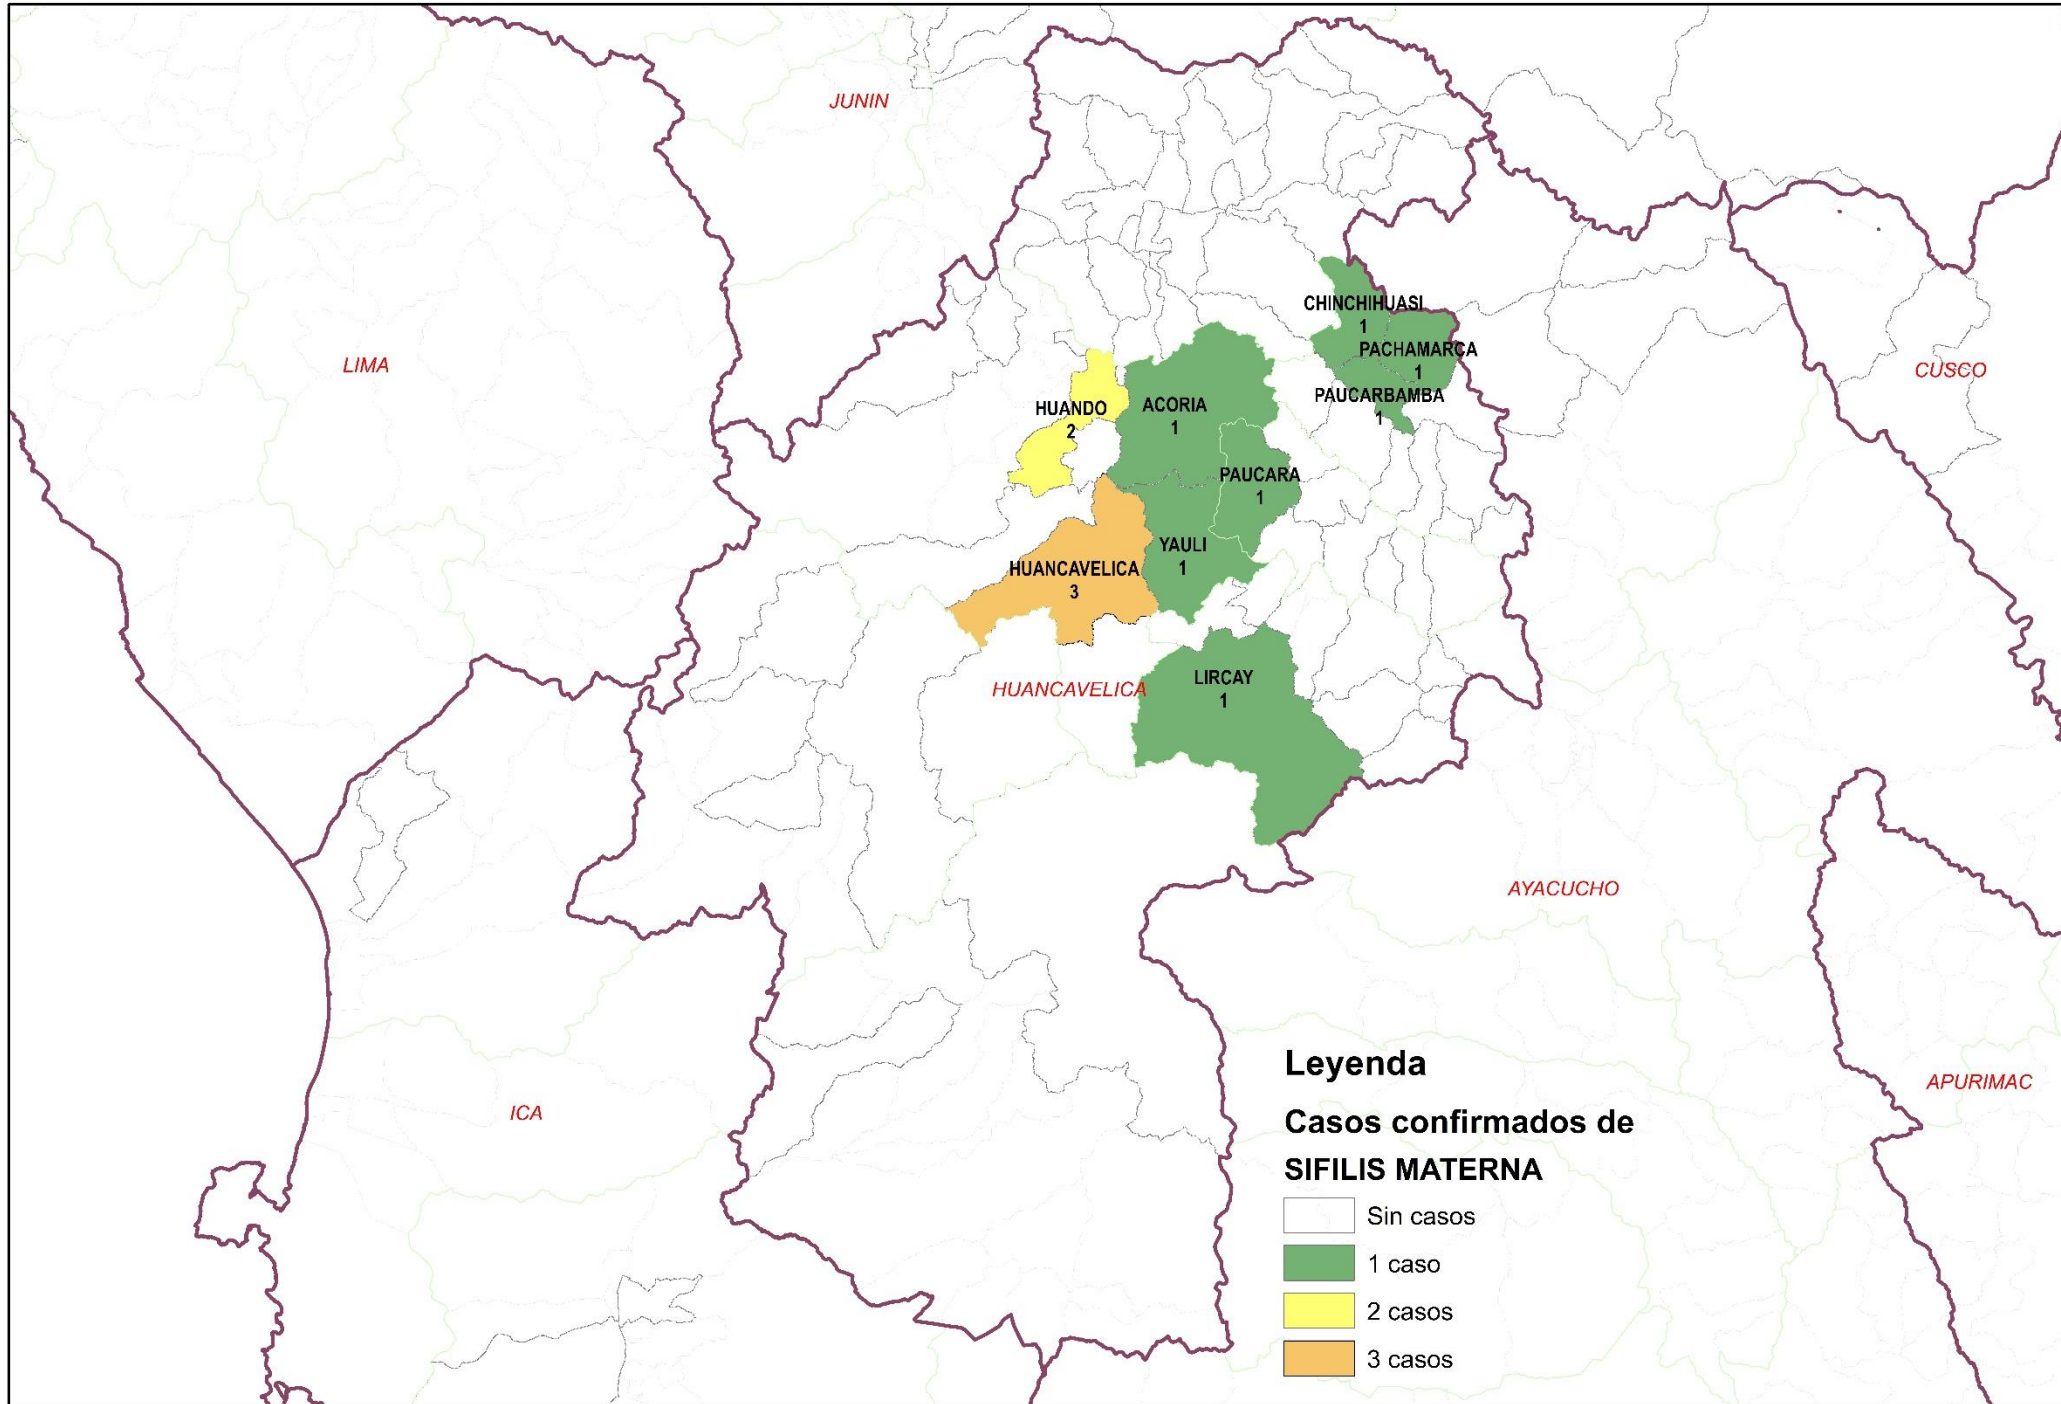 JUNIN
LIMA
CUSCO
CHINCHIHUASI
1
PACHAMARCA
1
PAUCARBAMBA
1
HUANDO
2
ACORIA
1
PAUCARA
1
YAULI
1
HUANCAVELICA
3
LIRCAY
1
HUANCAVELICA
AYACUCHO
ICA
APURIMAC
Leyenda
Casos confirmados de
SIFILIS MATERNA
Sin casos
1 caso
2 casos
3 casos